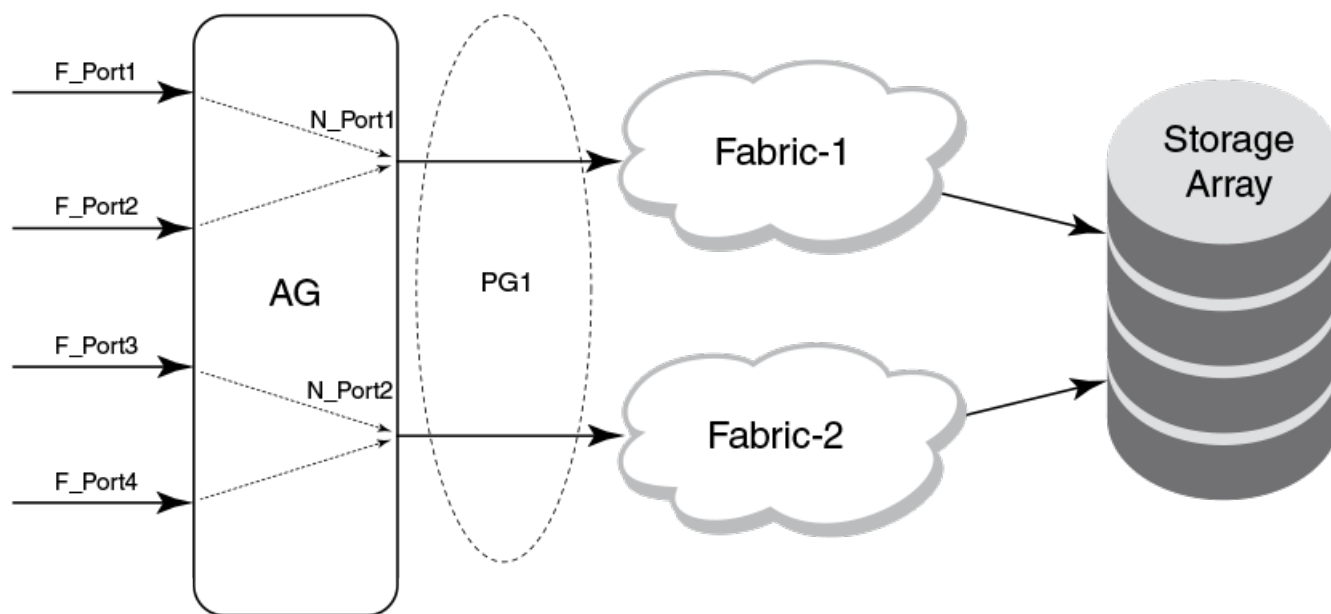 F_Port1
N_Port1
F_Port2
AG
F_Port3
N_Port2
F_Port4
PG1
Fabric-1
Fabric-2
Storage
Array